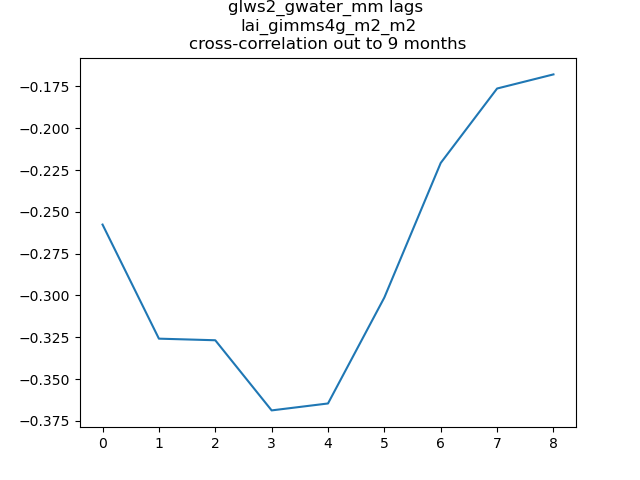 glws2_gwater_mm lags
lai_gimms4g_m2_m2
cross-correlation out to 9 months
−0.175
−0.200
−0.225
−0.250
−0.275
−0.300
−0.325
−0.350
−0.375
0 1 2 3 4 5 6 7 8